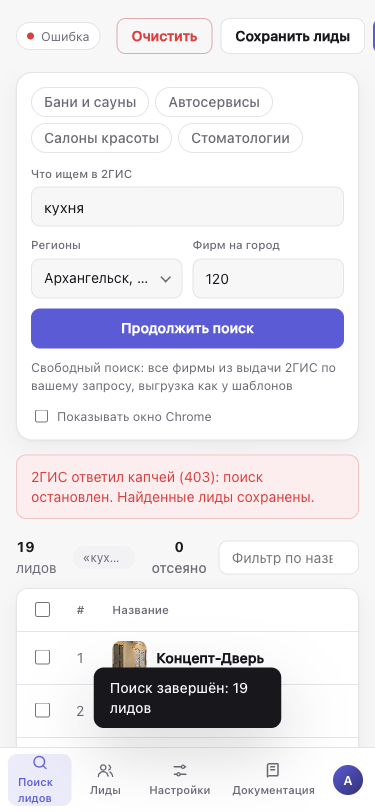 Ошибка
Очистить
Сохранить лиды
Бани и сауны
Автосервисы
Салоны красоты
Стоматологии
Что ищем в 2ГИС
кухня
Регионы
Фирм на город
Архангельск, ...
120
Продолжить поиск
Свободный поиск: все фирмы из выдачи 2ГИС по
вашему запросу, выгрузка как у шаблонов
Показывать окно Chrome
2ГИС ответил капчей (403): поиск
остановлен. Найденные лиды сохранены.
19
лидов
«кух...
0
отсеяно
Фильтр по назв
#
Название
1
Концепт-Дверь
2
Поиск завершён: 19
лидов
Поиск
лидов
Лиды
Настройки
Документация
A